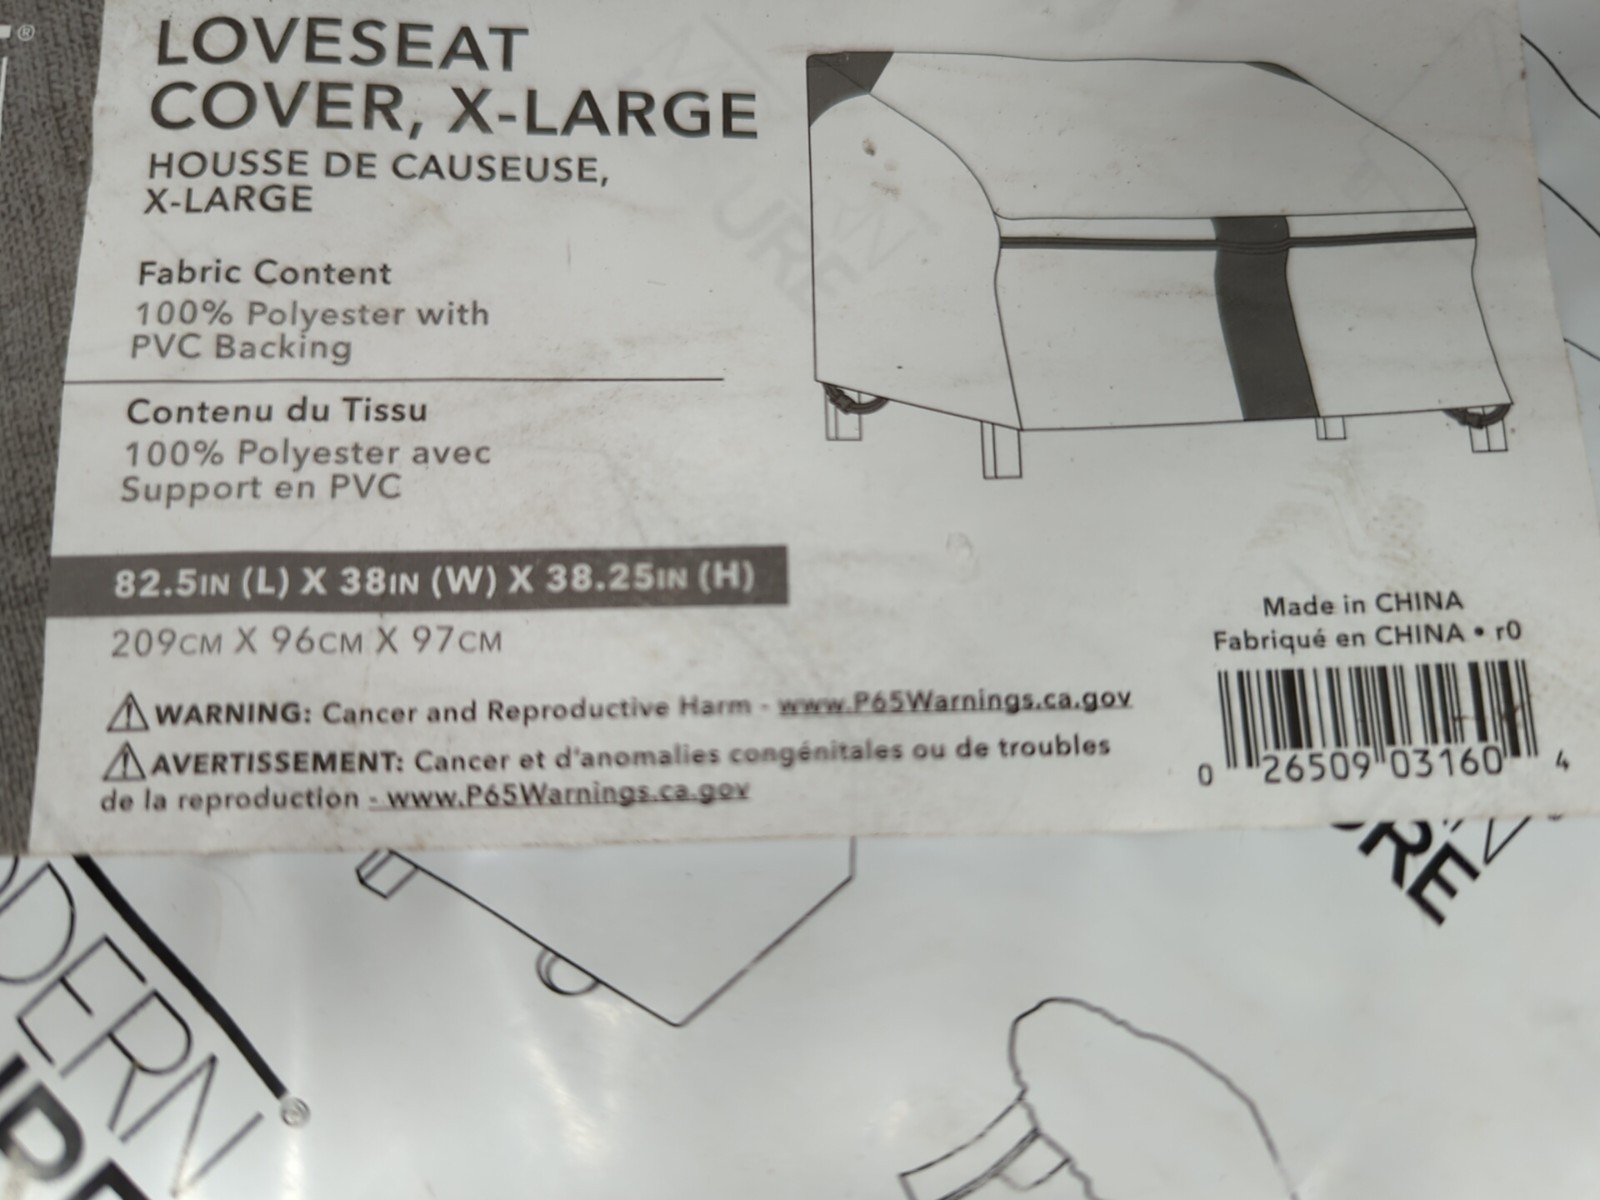 ®
LOVESEAT
COVER, X-LARGE
HOUSSE DE CAUSEUSE,
X-LARGE
Fabric Content
100% Polyester with
PVC Backing
Contenu du Tissu
100% Polyester avec
Support en PVC
82.5IN (L) X 38IN (W) X 38.25IN (H)
209CM X 96CM X 97CM
⚠ WARNING: Cancer and Reproductive Harm - www.P65Warnings.ca.gov
⚠ AVERTISSEMENT: Cancer et d'anomalies congénitales ou de troubles
de la reproduction - www.P65Warnings.ca.gov
Made in CHINA
Fabriqué en CHINA • r0
0 26509 03160 4